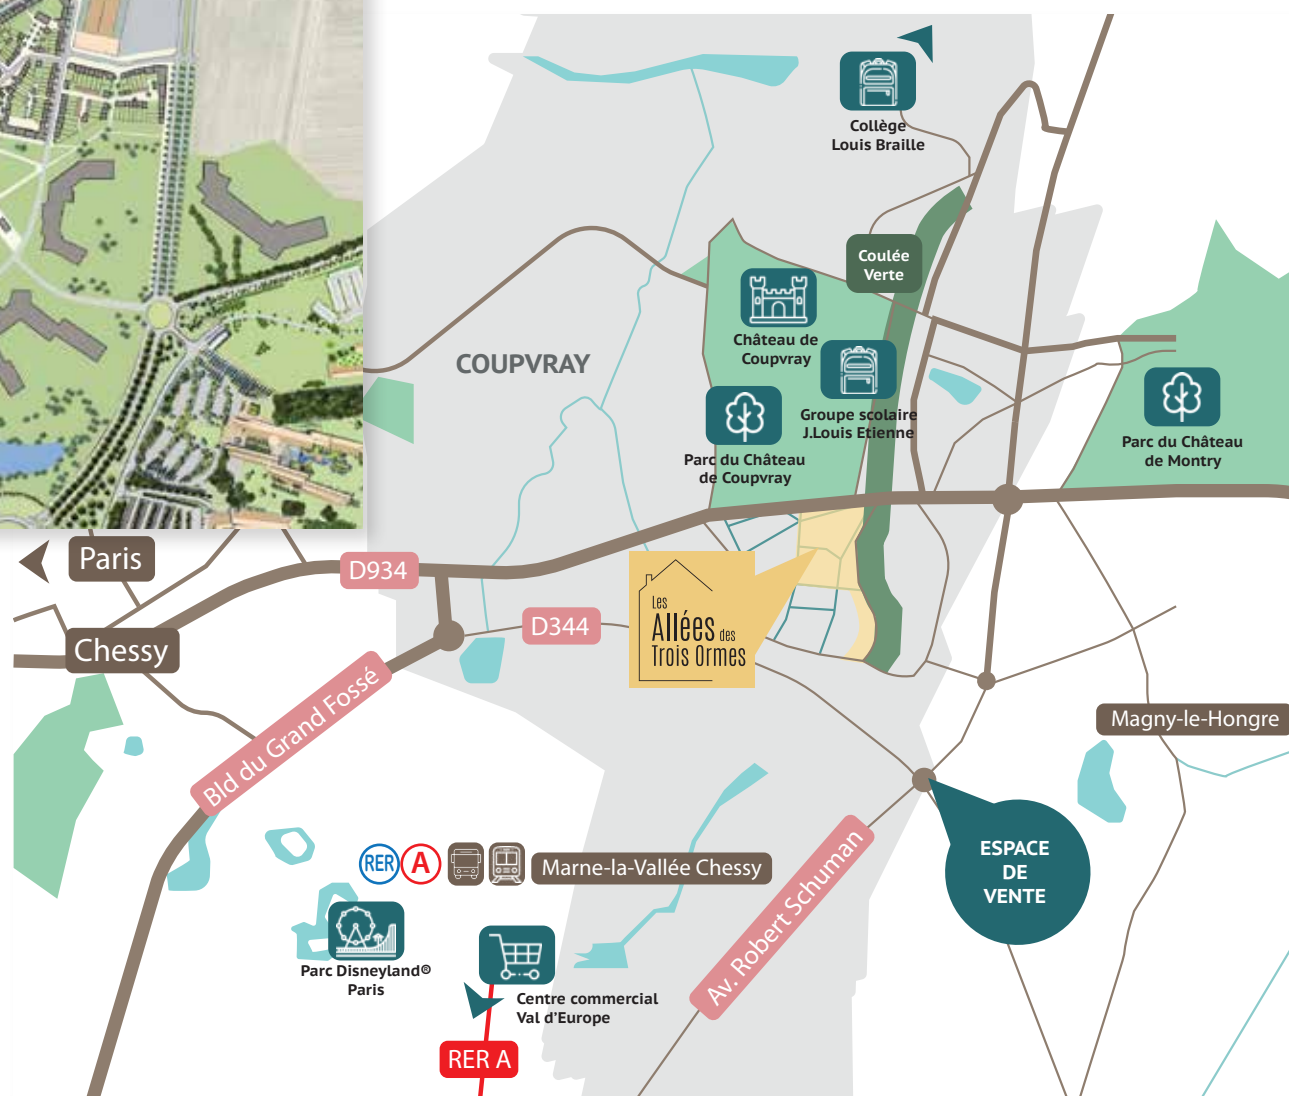 Collège
Louis Braille
Coulée
Verte
Château de
Coupvray
COUPVRAY
Groupe scolaire
J.Louis Etienne
Parc du Château
de Coupvray
Parc du Château
de Montry
Paris
D934
Les
Allées des
Trois Ormes
D344
Chessy
Bld du Grand Fossé
Magny-le-Hongre
ESPACE
DE
VENTE
RER A
Marne-la-Vallée Chessy
Av. Robert Schuman
Parc Disneyland®
Paris
Centre commercial
Val d'Europe
RER A